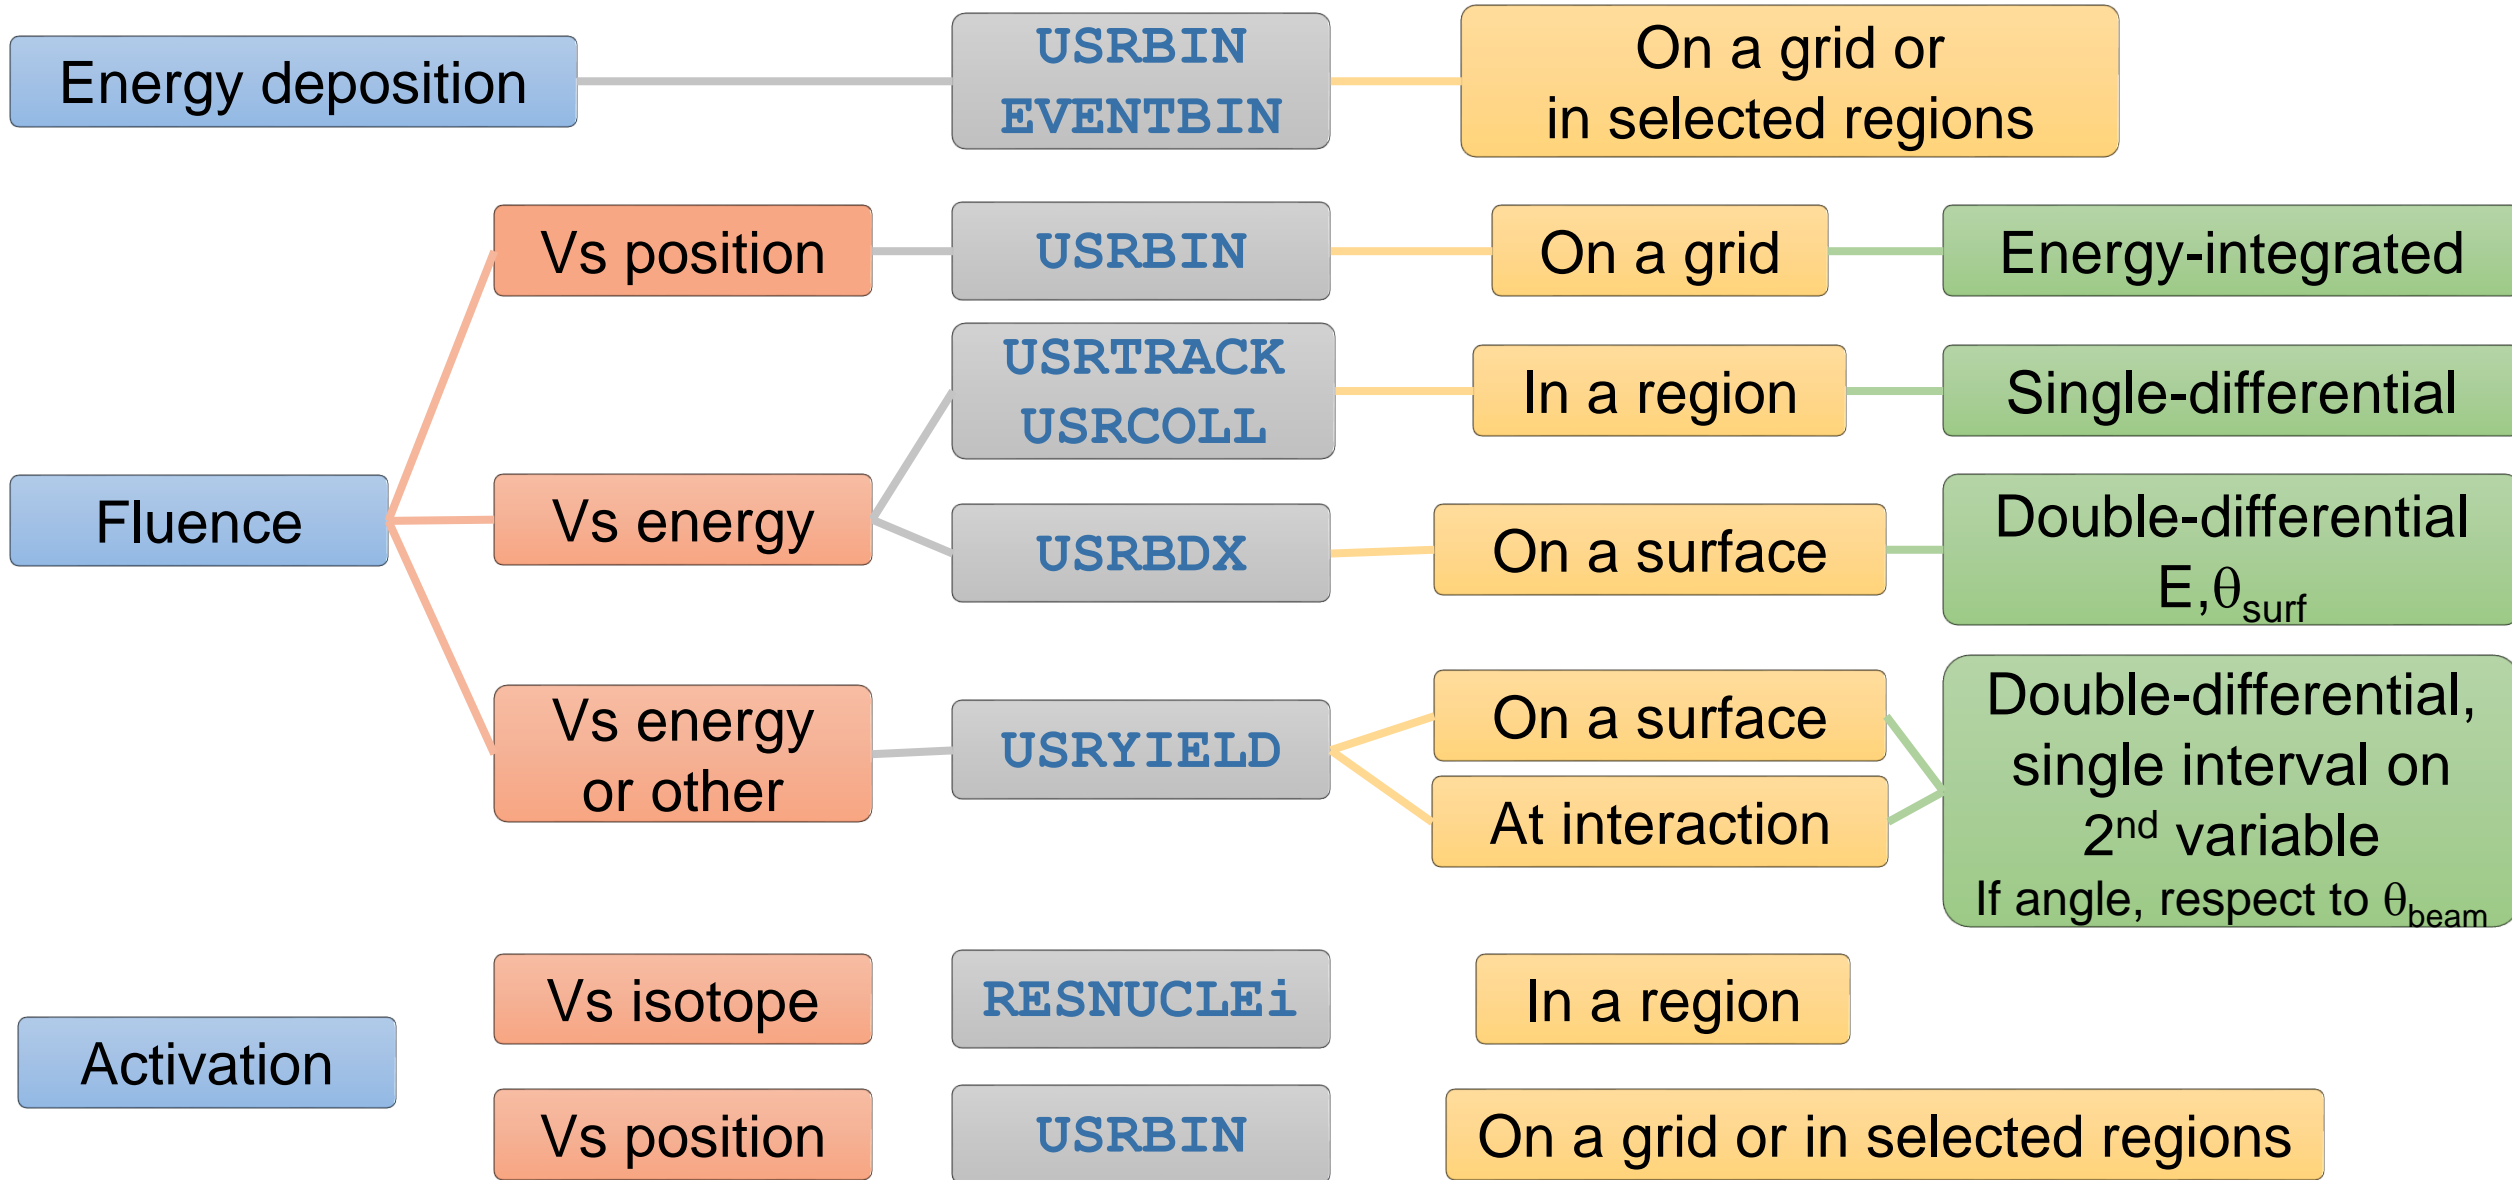 Energy deposition
USRBIN
EVENTBIN
On a grid or
in selected regions
Vs position
USRBIN
On a grid
Energy-integrated
USRTRACK
USRCOLL
In a region
Single-differential
Fluence
Vs energy
USRBDX
On a surface
Double-differential
E,θsurf
Vs energy
or other
USRYIELD
On a surface
At interaction
Double-differential,
single interval on
2nd variable
If angle, respect to θbeam
Activation
Vs isotope
RESNUCLEi
In a region
Vs position
USRBIN
On a grid or in selected regions